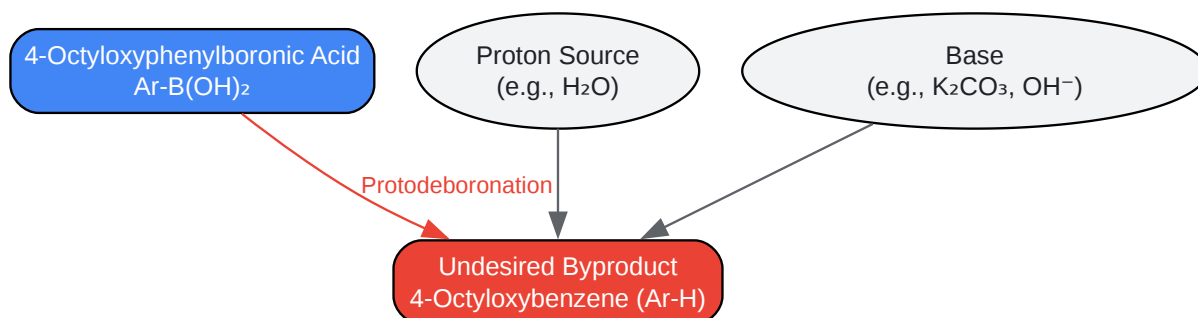 4-Octyloxyphenylboronic Acid
Ar-B(OH)₂
Proton Source
(e.g., H₂O)
Base
(e.g., K₂CO₃, OH⁻)
Protodeboronation
Undesired Byproduct
4-Octyloxybenzene (Ar-H)